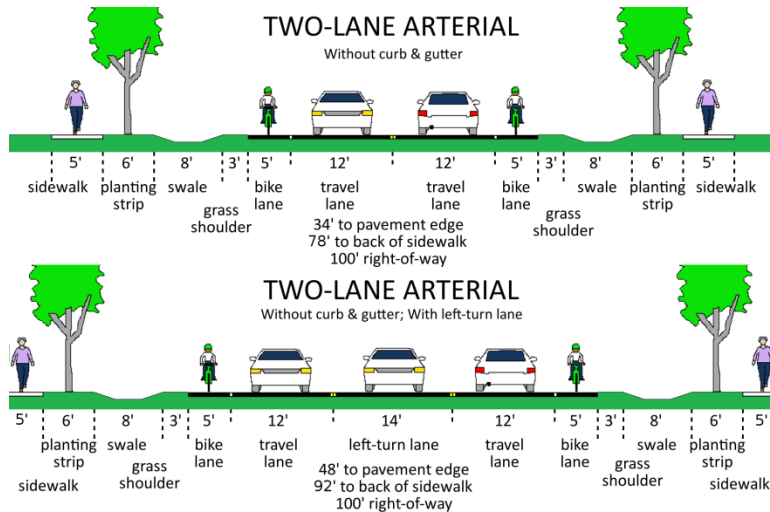 TWO-LANE ARTERIAL
Without curb & gutter
5' 6' 8' 3' 5' 12' 12' 5' 3' 8' 6' 5'
sidewalk planting strip swale grass shoulder bike lane travel lane travel lane bike lane grass shoulder swale planting strip sidewalk
34' to pavement edge
78' to back of sidewalk
100' right-of-way
TWO-LANE ARTERIAL
Without curb & gutter; With left-turn lane
5' 6' 8' 3' 5' 12' 14' 12' 5' 3' 8' 6' 5'
sidewalk planting strip swale grass shoulder bike lane travel lane left-turn lane travel lane bike lane grass shoulder swale planting strip sidewalk
48' to pavement edge
92' to back of sidewalk
100' right-of-way